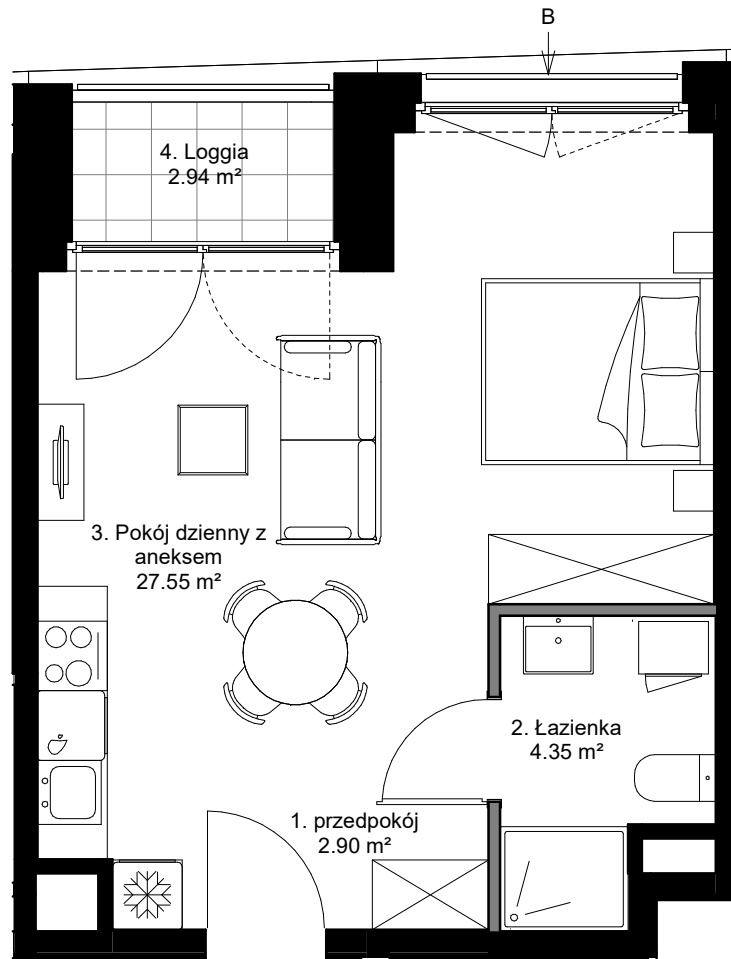 B
4. Loggia
2.94 m²
3. Pokój dzienny z
aneksem
27.55 m²
2. Łazienka
4.35 m²
1. przedpokój
2.90 m²